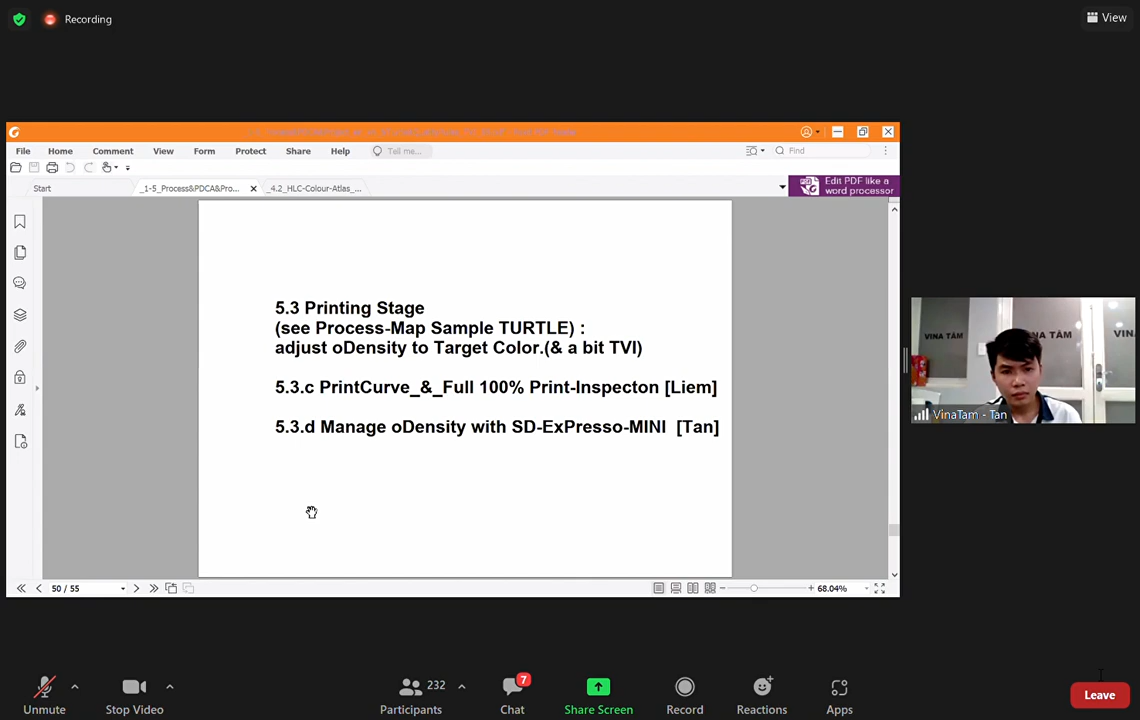 Recording
View
File Home Comment View Form Protect Share Help Tell me... Find
Start _1-5_Process&PDCA&Pro... _4.2_HLC-Colour-Atlas_...
Edit PDF like a
word processor
5.3 Printing Stage
(see Process-Map Sample TURTLE) :
adjust oDensity to Target Color.(& a bit TVI)
5.3.c PrintCurve_&_Full 100% Print-Inspecton [Liem]
5.3.d Manage oDensity with SD-ExPresso-MINI [Tan]
VINA TÂM
NA TÂM
VINA
VinaTam - Tan
50 / 55
68.04%
232
7
Unmute
Stop Video
Participants
Chat
Share Screen
Record
Reactions
Apps
Leave